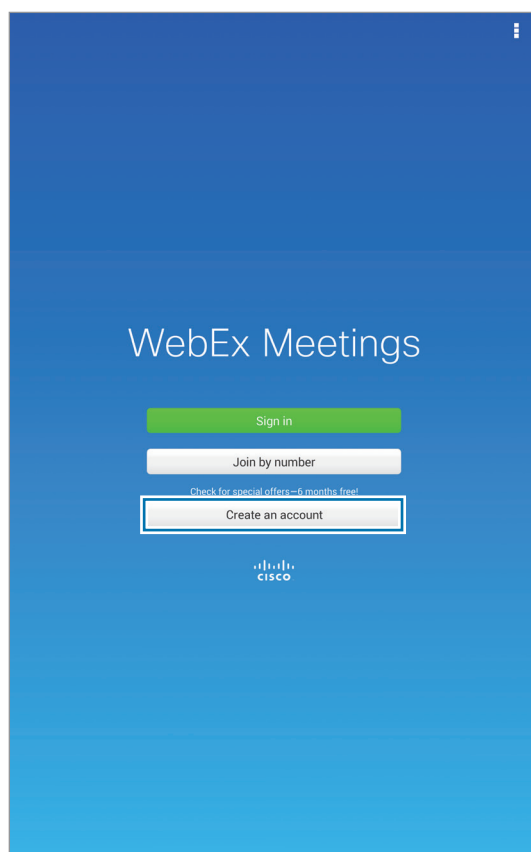 WebEx Meetings
Sign in
Join by number
Check for special offers—6 months free!
Create an account
CISCO